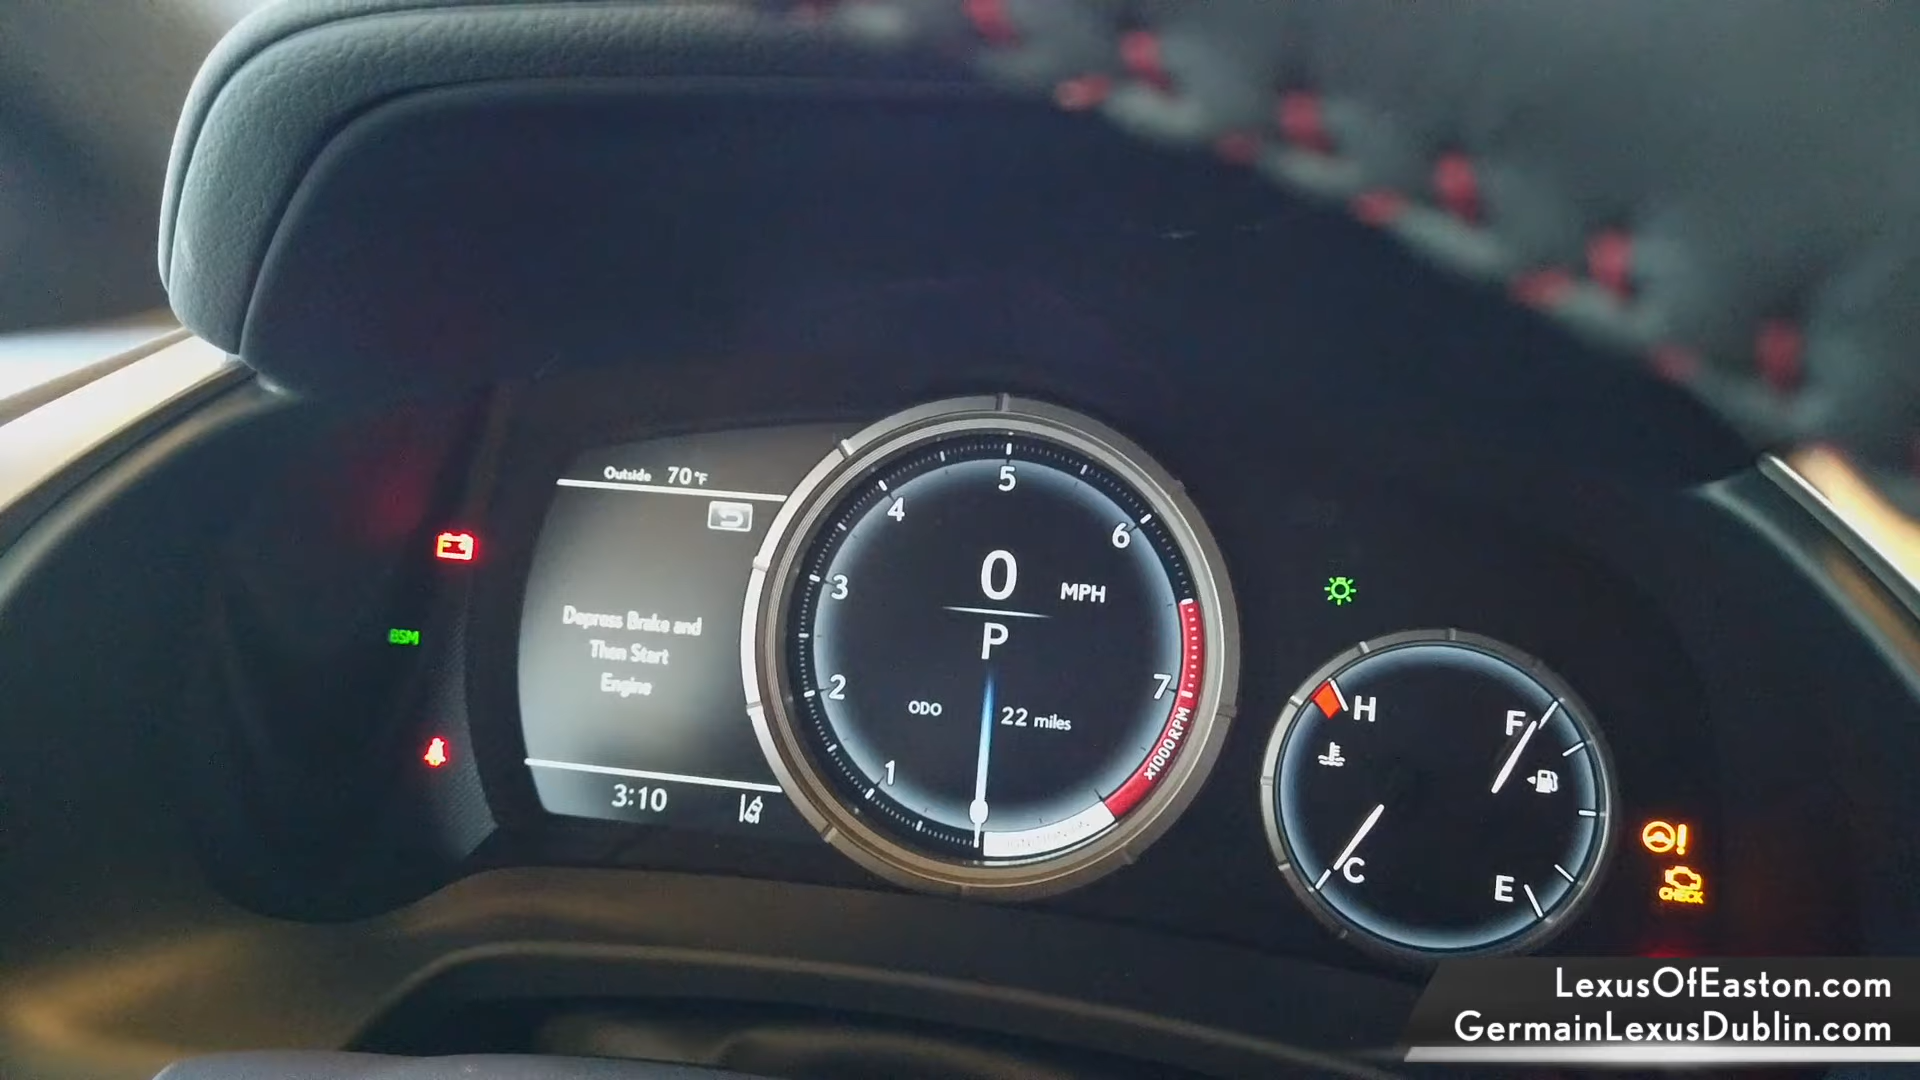 Outside 70°F
Depress Brake and
Then Start
Engine
3:10
BSM
1
2
3
4
5
6
7
x1000RPM
0 MPH
P
ODO 22 miles
H
C
F
E
CHECK
LexusOfEaston.com
GermainLexusDublin.com